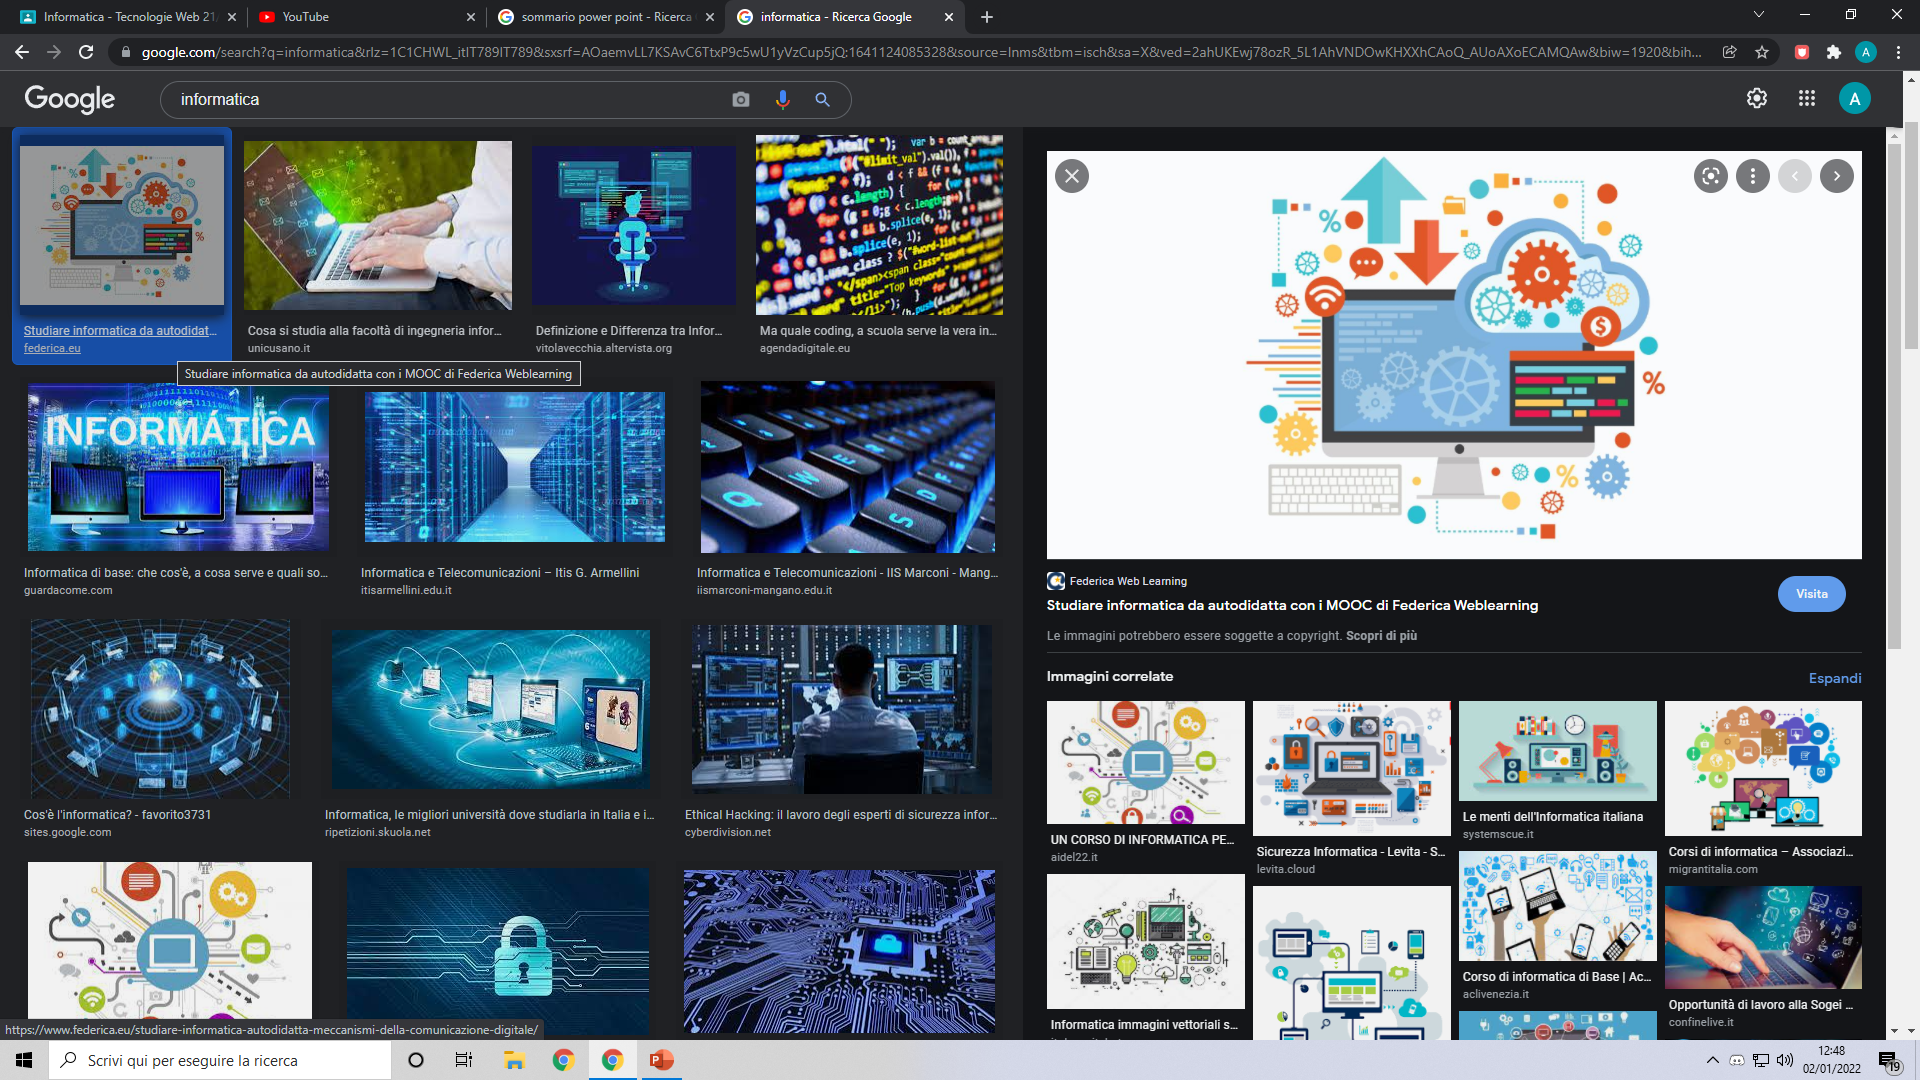 Informatica - Tecnologie Web 21/
YouTube
sommario power point - Ricerca
informatica - Ricerca Google
google.com/search?q=informatica&rlz=1C1CHWL_itIT789IT789&sxsrf=AOaemvLL7KSAvC6TtxP9c5wU1yVzCup5jQ:1641124085328&source=lnms&tbm=isch&sa=X&ved=2ahUKEwj78ozR_5L1AhVNDOwKHXXhCAoQ_AUoAXoECAMQAw&biw=1920&bih...
A
Google
informatica
A
Studiare informatica da autodidat...
federica.eu
Cosa si studia alla facoltà di ingegneria infor...
unicusano.it
Definizione e Differenza tra Infor...
vitolavecchia.altervista.org
Ma quale coding, a scuola serve la vera in...
agendadigitale.eu
Studiare informatica da autodidatta con i MOOC di Federica Weblearning
INFORMÁTICA
Informatica di base: che cos'è, a cosa serve e quali so...
guardacome.com
Informatica e Telecomunicazioni – Itis G. Armellini
itisarmellini.edu.it
Informatica e Telecomunicazioni - IIS Marconi - Mang...
iismarconi-mangano.edu.it
Cos'è l'informatica? - favorito3731
sites.google.com
Informatica, le migliori università dove studiarla in Italia e i...
ripetizioni.skuola.net
Ethical Hacking: il lavoro degli esperti di sicurezza infor...
cyberdivision.net
Federica Web Learning
Studiare informatica da autodidatta con i MOOC di Federica Weblearning
Visita
Le immagini potrebbero essere soggette a copyright. Scopri di più
Immagini correlate
Espandi
UN CORSO DI INFORMATICA PE...
aidel22.it
Sicurezza Informatica - Levita - S...
levita.cloud
Le menti dell'Informatica italiana
systemscue.it
Corsi di informatica – Associazi...
migrantitalia.com
Informatica immagini vettoriali s...
Corso di informatica di Base | Ac...
aclivenezia.it
Opportunità di lavoro alla Sogei ...
confinelive.it
https://www.federica.eu/studiare-informatica-autodidatta-meccanismi-della-comunicazione-digitale/
Scrivi qui per eseguire la ricerca
12:48
02/01/2022
19